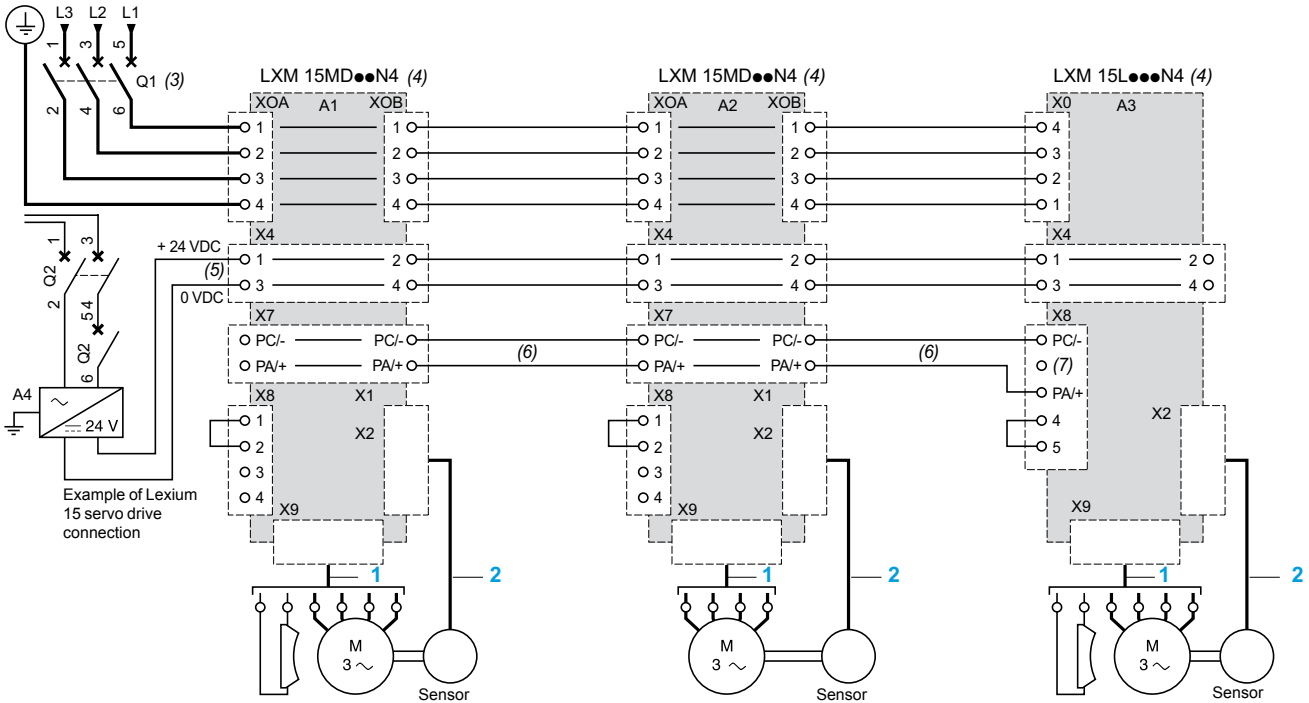 L3 L2 L1
1 3 5
Q1 (3)
2 4 6
LXM 15MD●●N4 (4)
LXM 15MD●●N4 (4)
LXM 15L●●●N4 (4)
XOA A1 XOB
XOA A2 XOB
X0 A3
1 1 1 1 4
2 2 2 2 3
3 3 3 3 2
4 4 4 4 1
X4 X4 X4
1 3
+ 24 VDC
1 2 1 2 1 2
Q2
(5)
3 4 3 4 3 4
2
0 VDC
5 4
X7 X7 X8
PC/- PC/- PC/- PC/- PC/-
(6) (6)
(7)
PA/+ PA/+ PA/+ PA/+ PA/+
Q2
6
A4
24 V
X8 X1 X8 X1
1 1 4
X2 X2 X2
2 2 5
3 3
4 4
Example of Lexium
15 servo drive
connection
X9 X9 X9
1 2 1 2 1 2
M M M
3 3 3
Sensor Sensor Sensor